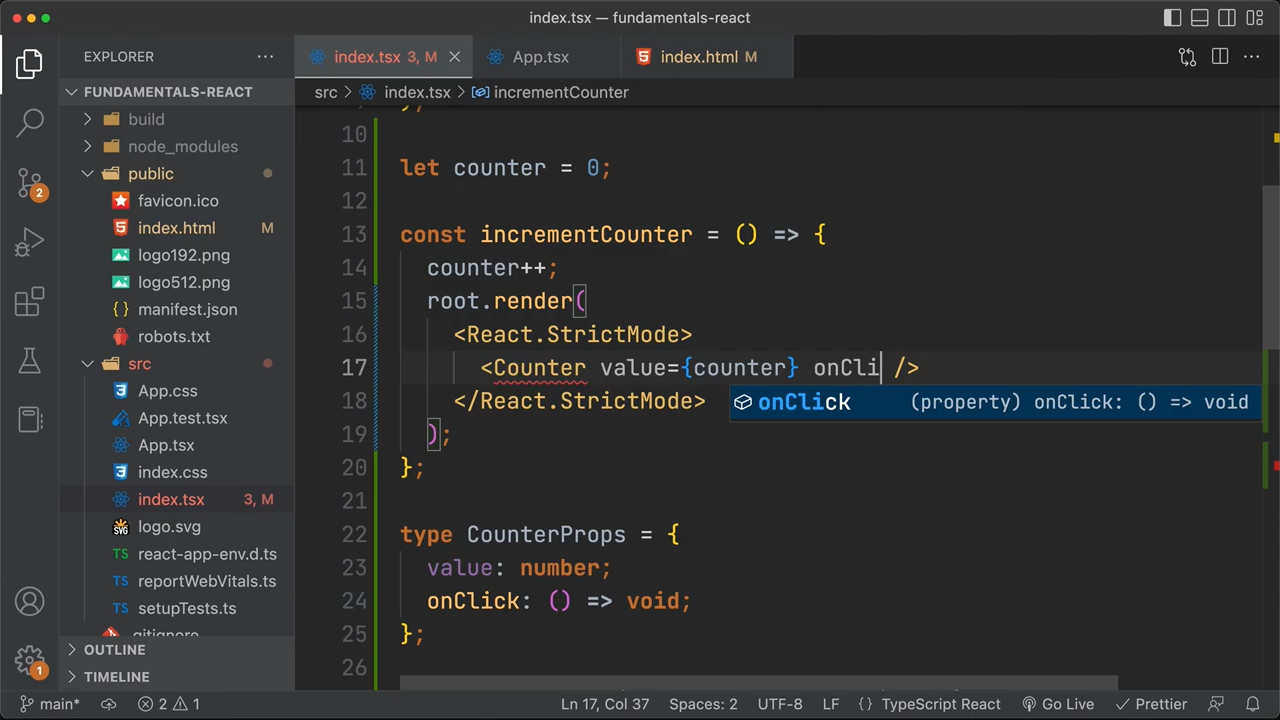 index.tsx — fundamentals-react
EXPLORER
index.tsx 3, M
App.tsx
index.html M
FUNDAMENTALS-REACT
src > index.tsx > incrementCounter
build
node_modules
public
favicon.ico
index.html M
logo192.png
logo512.png
{} manifest.json
robots.txt
src
App.css
App.test.tsx
App.tsx
index.css
index.tsx 3, M
logo.svg
TS react-app-env.d.ts
TS reportWebVitals.ts
TS setupTests.ts
.gitignore
OUTLINE
TIMELINE
2
1
10
11 let counter = 0;
12
13 const incrementCounter = () => {
14 counter++;
15 root.render(
16 <React.StrictMode>
17 <Counter value={counter} onCli />
onClick (property) onClick: () => void
18 </React.StrictMode>
19 );
20 };
21
22 type CounterProps = {
23 value: number;
24 onClick: () => void;
25 };
26
main* 2 1 Ln 17, Col 37 Spaces: 2 UTF-8 LF {} TypeScript React Go Live Prettier